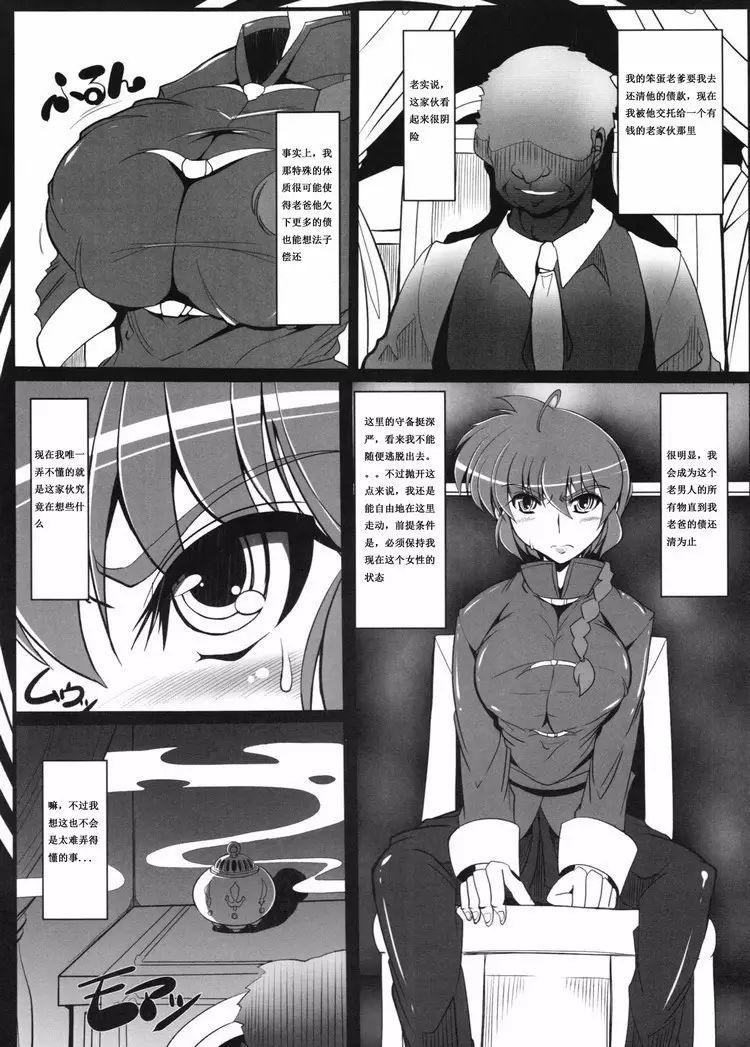 我的笨蛋老爹要我去
还清他的债款，现在
我被他交托给一个有
钱的老家伙那里
老实说，
这家伙看
起来很阴
险
ふるん
事实上，我
那特殊的体
质很可能使
得老爸他欠
下更多的债
也能想法子
偿还
很明显，我
会成为这个
老男人的所
有物直到我
老爸的债还
清为止
这里的守备挺深
严，看来我不能
随便逃脱出去。
。。不过抛开这
点来说，我还是
能自由地在这里
走动，前提条件
是，必须保持我
现在这个女性的
状态
现在我唯一
弄不懂的就
是这家伙究
竟在想些什
么
ムゥッ
嘛，不过我
想这也不会
是太难弄得
懂的事...
モアッ